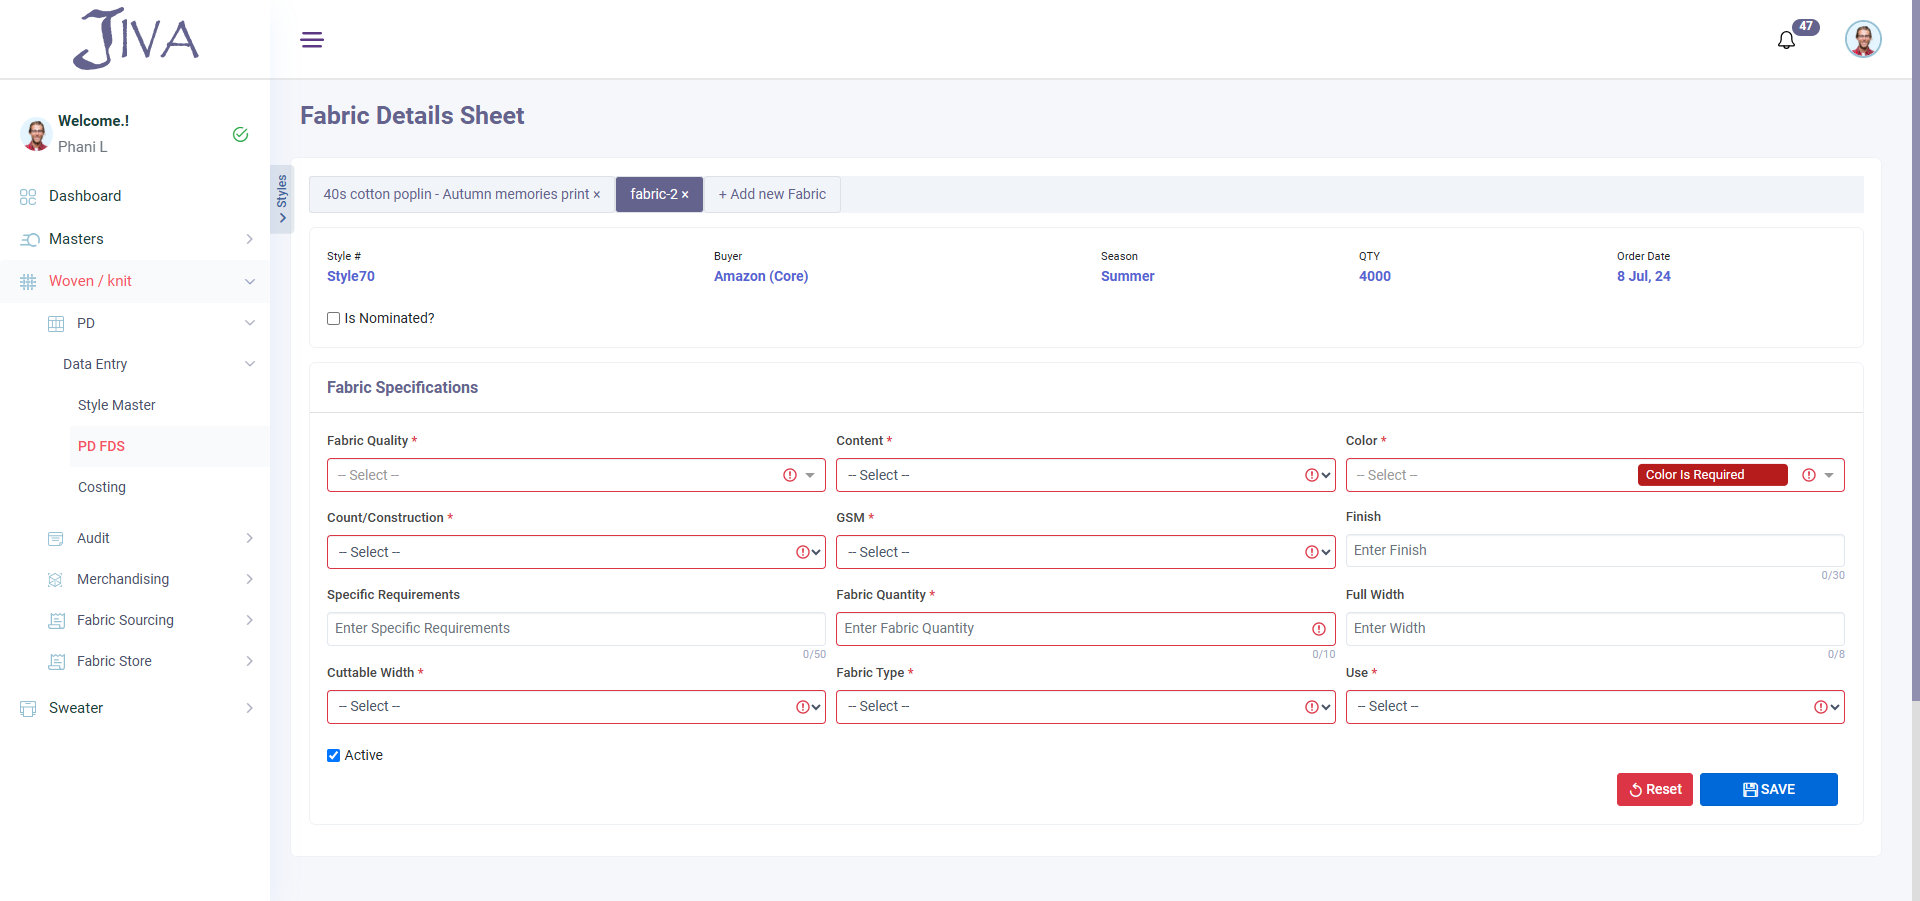 JIVA
47
Welcome.!
Phani L
Dashboard
Masters
Woven / knit
PD
Data Entry
Style Master
PD FDS
Costing
Audit
Merchandising
Fabric Sourcing
Fabric Store
Sweater
Styles
Fabric Details Sheet
40s cotton poplin - Autumn memories print × fabric-2 × + Add new Fabric
Style # Buyer Season QTY Order Date
Style70 Amazon (Core) Summer 4000 8 Jul, 24
Is Nominated?
Fabric Specifications
Fabric Quality * Content * Color *
-- Select -- -- Select -- -- Select -- Color Is Required
Count/Construction * GSM * Finish
-- Select -- -- Select -- Enter Finish
0/30
Specific Requirements Fabric Quantity * Full Width
Enter Specific Requirements Enter Fabric Quantity Enter Width
0/50 0/10 0/8
Cuttable Width * Fabric Type * Use *
-- Select -- -- Select -- -- Select --
Active
Reset SAVE